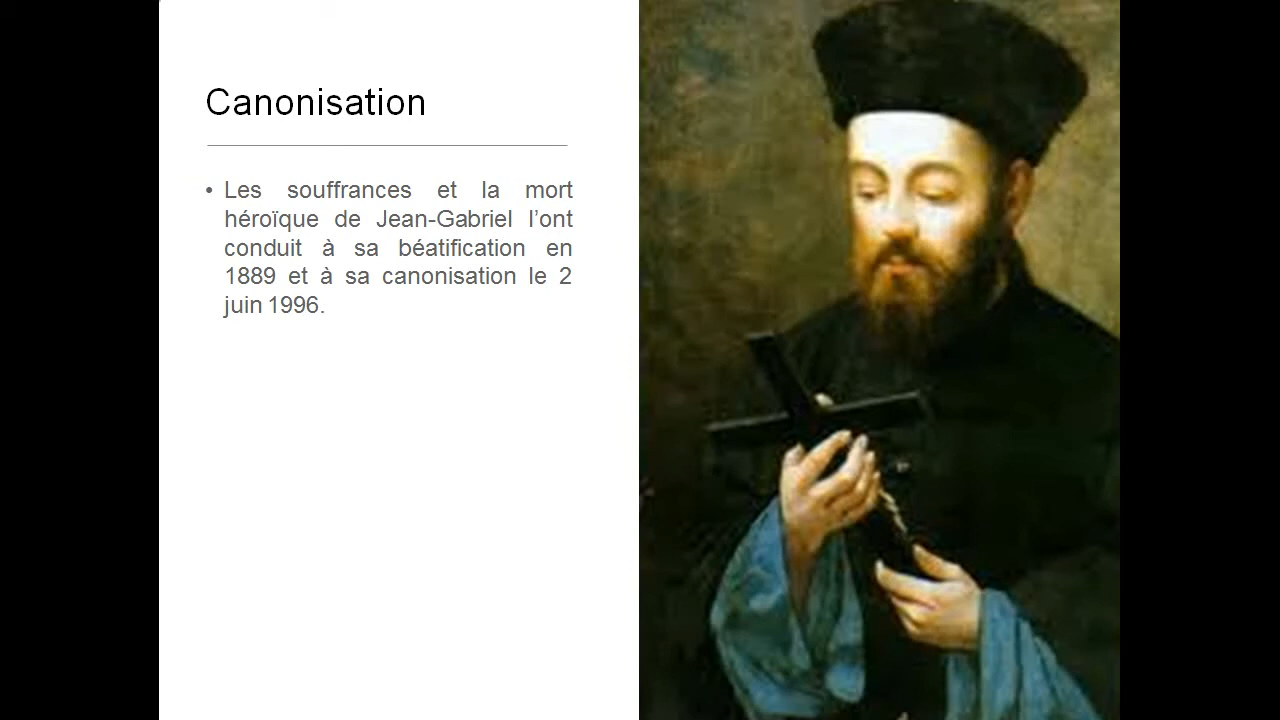 Canonisation
• Les souffrances et la mort
héroïque de Jean-Gabriel l’ont
conduit à sa béatification en
1889 et à sa canonisation le 2
juin 1996.